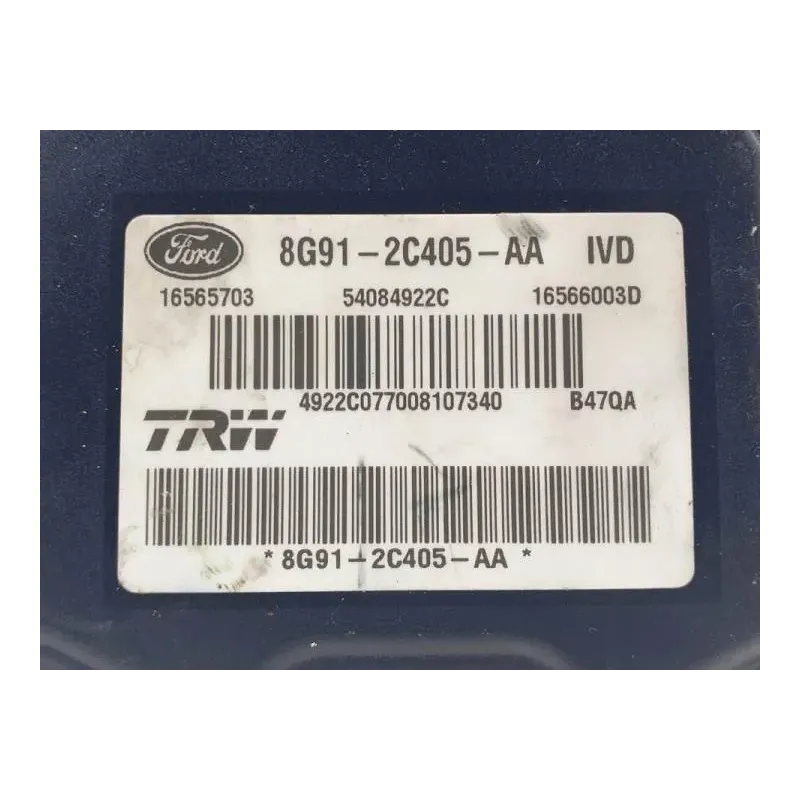 Ford 8G91-2C405-AA IVD
16565703 54084922C 16566003D
4922C077008107340 B47QA
TRW
*8G91-2C405-AA*